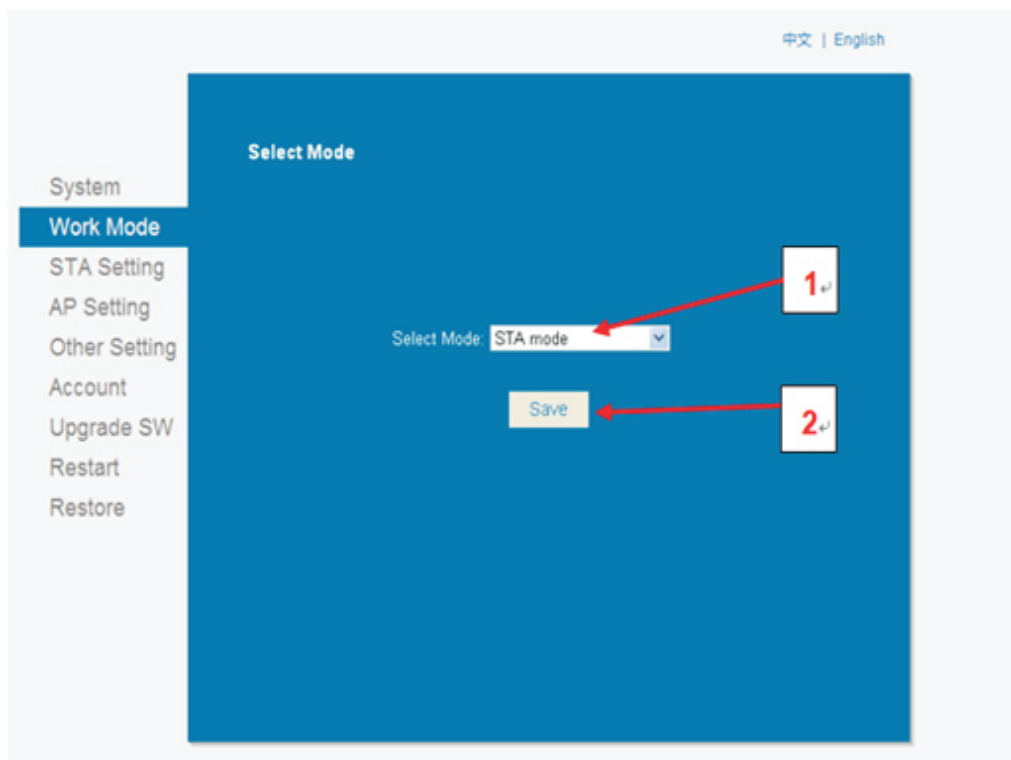 中文 | English
Select Mode
System
Work Mode
STA Setting
AP Setting
Other Setting
Account
Upgrade SW
Restart
Restore
1↵
Select Mode: STA mode
Save
2↵